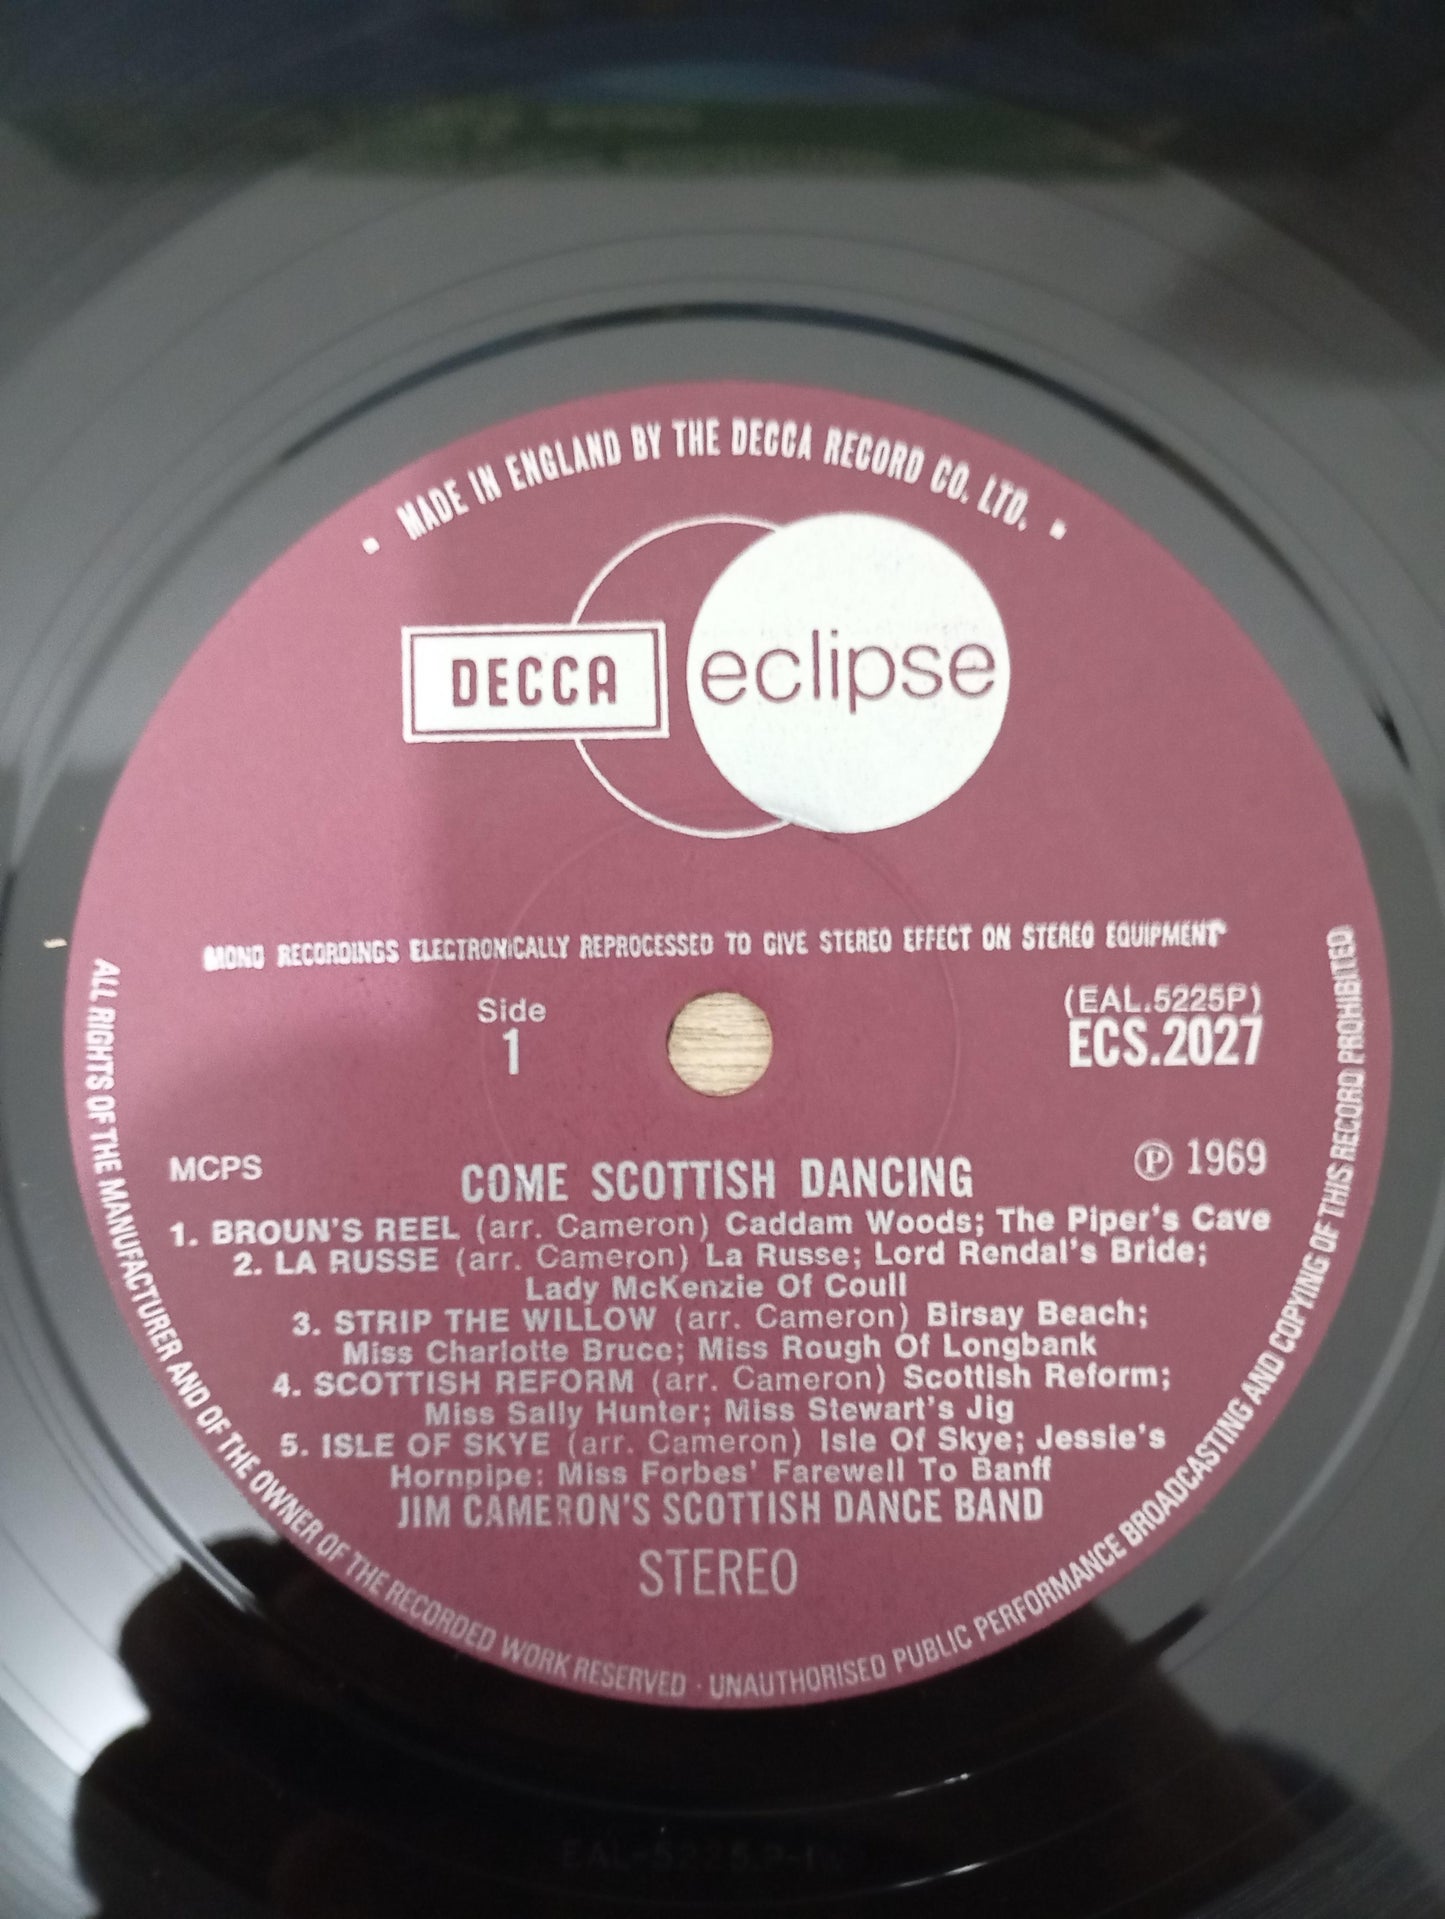 MADE IN ENGLAND BY THE DECCA RECORD CO. LTD.
DECCA
eclipse
MONO RECORDINGS ELECTRONICALLY REPROCESSED TO GIVE STEREO EFFECT ON STEREO EQUIPMENT
Side
1
(EAL.5225P)
ECS.2027
MCPS
Ⓟ 1969
COME SCOTTISH DANCING
1. BROUN'S REEL (arr. Cameron) Caddam Woods; The Piper's Cave
2. LA RUSSE (arr. Cameron) La Russe; Lord Rendal's Bride;
Lady McKenzie Of Coull
3. STRIP THE WILLOW (arr. Cameron) Birsay Beach;
Miss Charlotte Bruce; Miss Rough Of Longbank
4. SCOTTISH REFORM (arr. Cameron) Scottish Reform;
Miss Sally Hunter; Miss Stewart's Jig
5. ISLE OF SKYE (arr. Cameron) Isle Of Skye; Jessie's
Hornpipe; Miss Forbes' Farewell To Banff
JIM CAMERON'S SCOTTISH DANCE BAND
STEREO
ALL RIGHTS OF THE MANUFACTURER AND OF THE OWNER OF THE RECORDED WORK RESERVED · UNAUTHORISED PUBLIC PERFORMANCE BROADCASTING AND COPYING OF THIS RECORD PROHIBITED